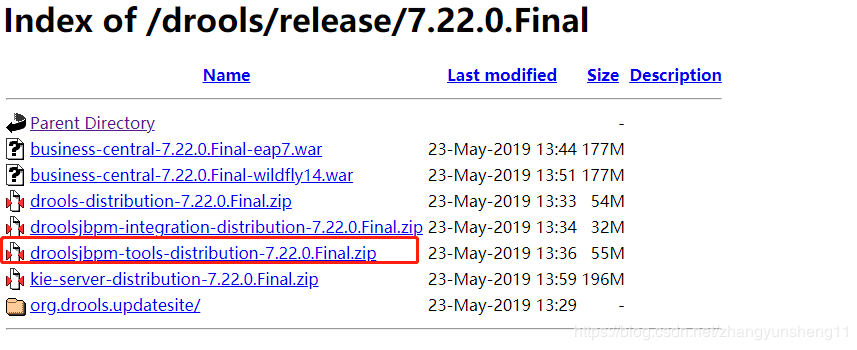 Index of /drools/release/7.22.0.Final
Name Last modified Size Description
Parent Directory -
business-central-7.22.0.Final-eap7.war 23-May-2019 13:44 177M
business-central-7.22.0.Final-wildfly14.war 23-May-2019 13:51 177M
drools-distribution-7.22.0.Final.zip 23-May-2019 13:33 54M
droolsjbpm-integration-distribution-7.22.0.Final.zip 23-May-2019 13:34 32M
droolsjbpm-tools-distribution-7.22.0.Final.zip 23-May-2019 13:36 55M
kie-server-distribution-7.22.0.Final.zip 23-May-2019 13:59 196M
org.drools.updatesite/ 23-May-2019 13:29 -
https://blog.csdn.net/zhangyunsheng11